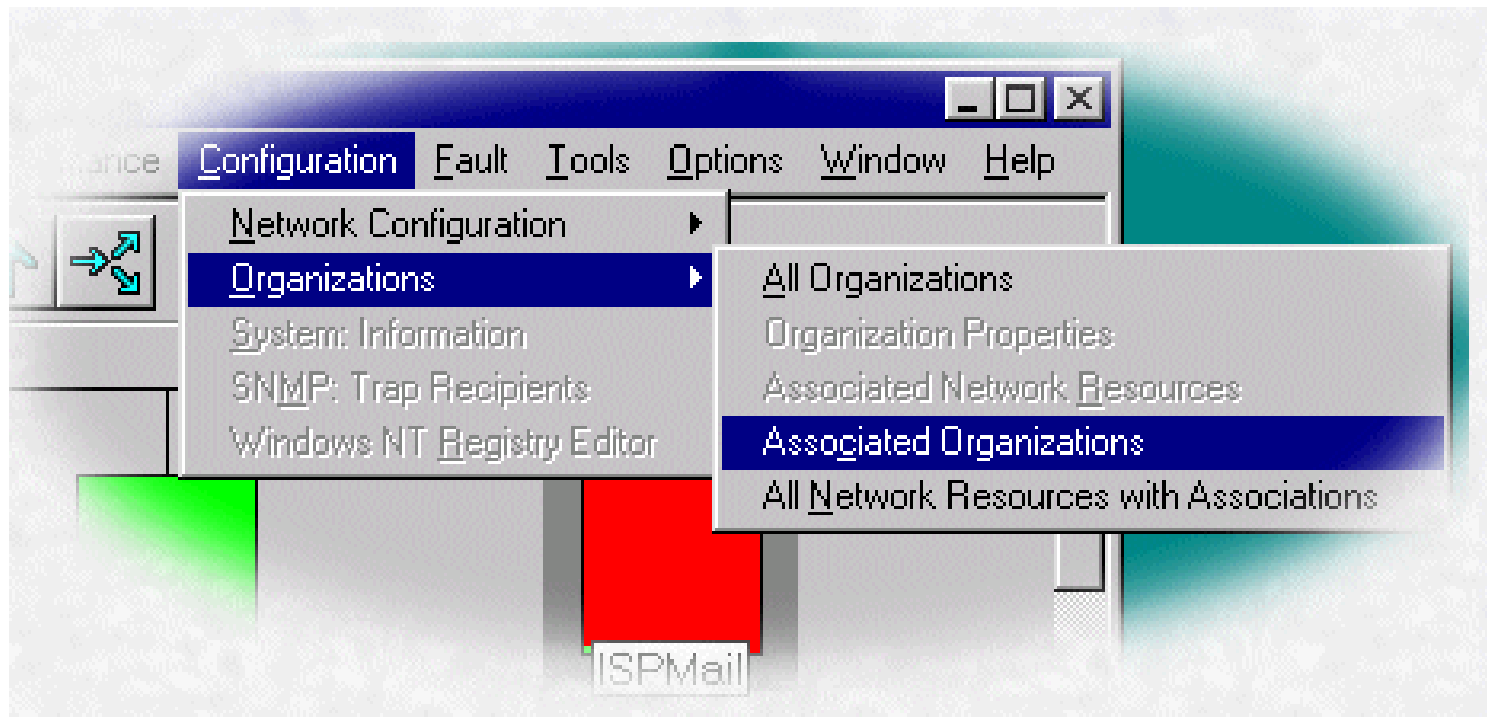 Configuration Fault Tools Options Window Help
Network Configuration
Organizations
System: Information
SNMP: Trap Recipients
Windows NT Registry Editor
All Organizations
Organization Properties
Associated Network Resources
Associated Organizations
All Network Resources with Associations
ISPMail